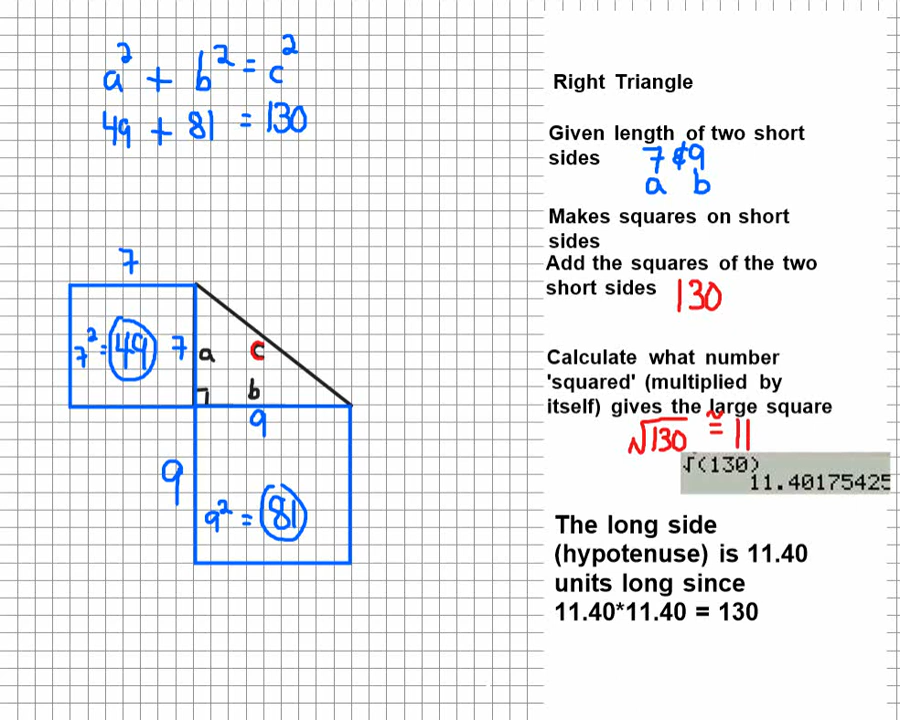 a² + b² = c²
49 + 81 = 130
7
7² = 49
7
a
c
b
9
9
9² = 81
Right Triangle
Given length of two short
sides 7 & 9
a b
Makes squares on short
sides
Add the squares of the two
short sides 130
Calculate what number
'squared' (multiplied by
itself) gives the large square
√130 ≅ 11
√(130)
11.40175425
The long side
(hypotenuse) is 11.40
units long since
11.40*11.40 = 130